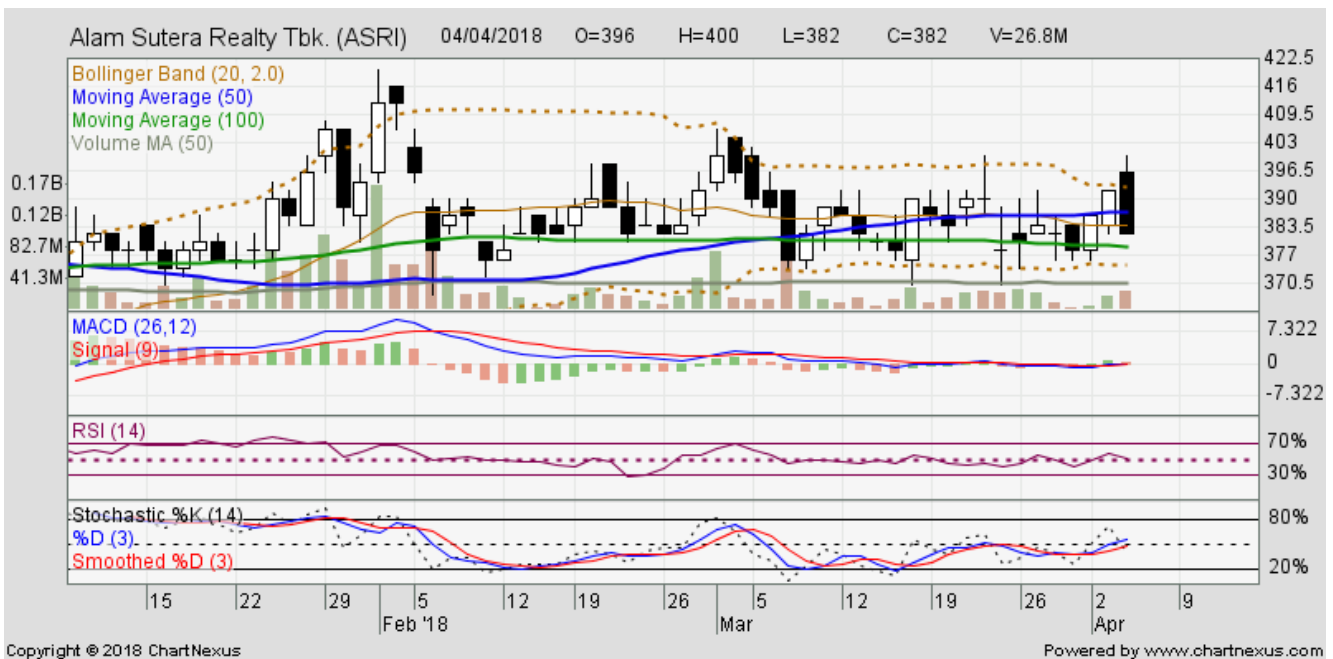 Alam Sutera Realty Tbk. (ASRI) 04/04/2018 O=396 H=400 L=382 C=382 V=26.8M
Bollinger Band (20, 2.0)
Moving Average (50)
Moving Average (100)
Volume MA (50)
0.17B
0.12B
82.7M
41.3M
422.5
416
409.5
403
396.5
390
383.5
377
370.5
MACD (26,12)
Signal (9)
7.322
0
-7.322
RSI (14)
70%
30%
Stochastic %K (14)
%D (3)
Smoothed %D (3)
80%
20%
15 22 29 5 12 19 26 5 12 19 26 2 9
Feb '18 Mar Apr
Copyright © 2018 ChartNexus Powered by www.chartnexus.com